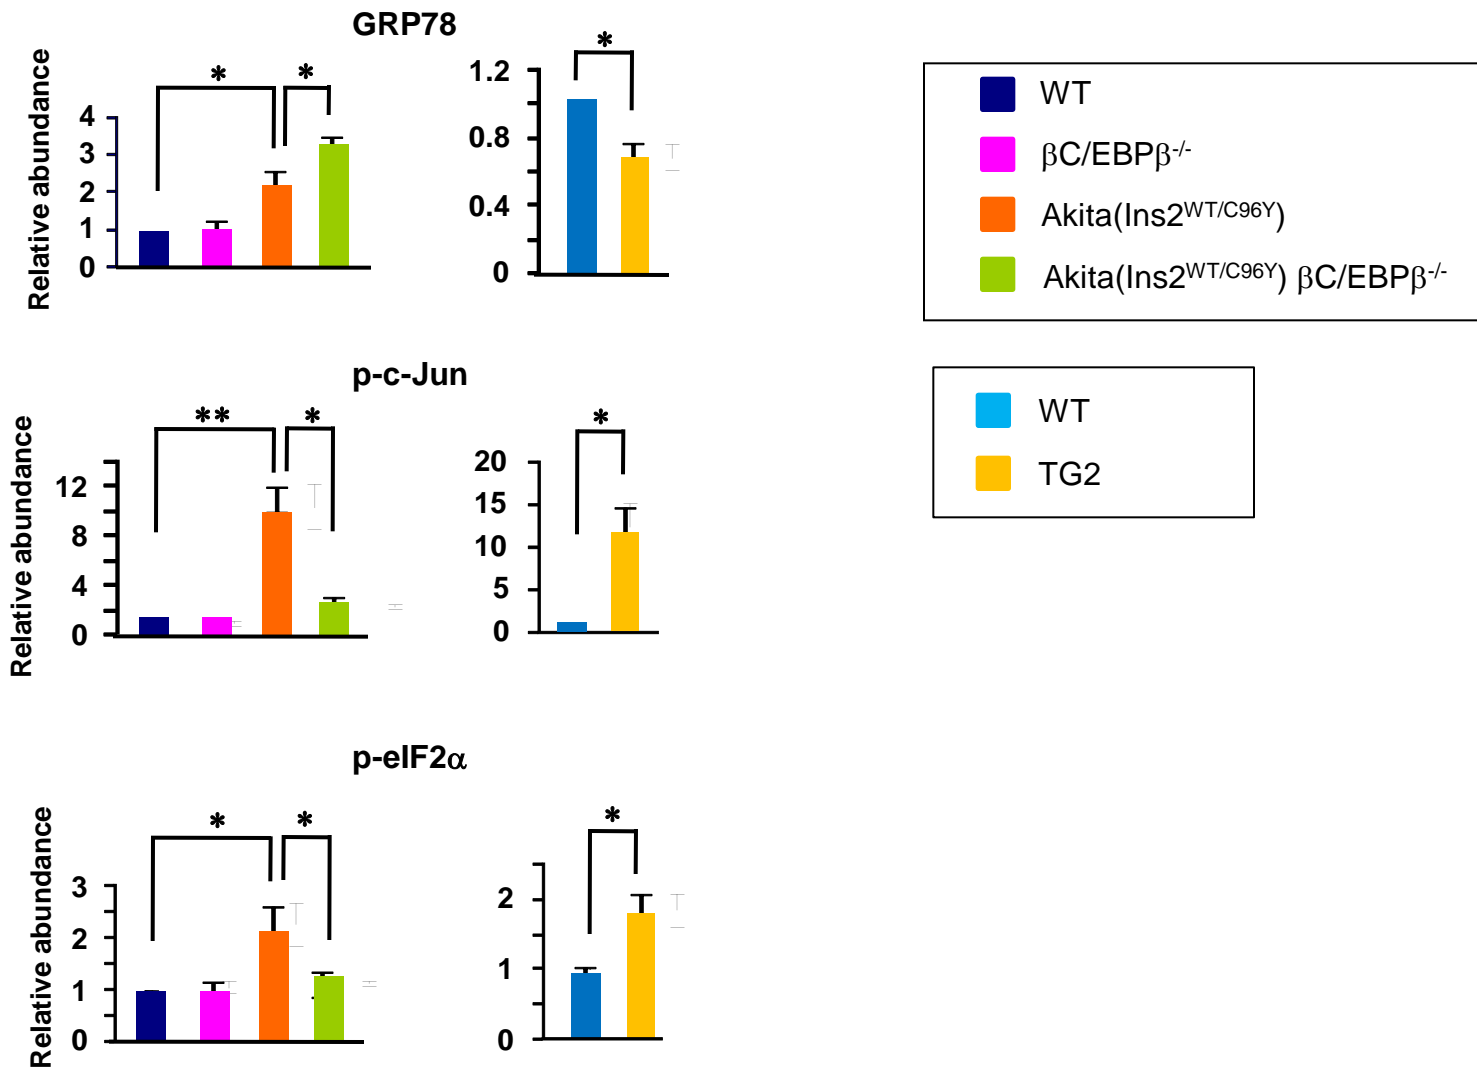 GRP78
Relative abundance
4
3
2
1
0
*
*
1.2
0.8
0.4
0
*
WT
βC/EBPβ-/-
Akita(Ins2WT/C96Y)
Akita(Ins2WT/C96Y) βC/EBPβ-/-
p-c-Jun
Relative abundance
12
8
4
0
**
*
20
15
10
5
0
*
WT
TG2
p-eIF2α
Relative abundance
3
2
1
0
*
*
2
1
0
*